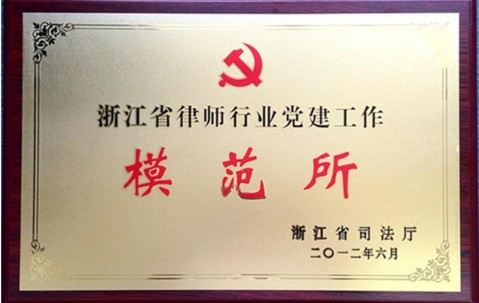 浙江省律师行业党建工作
模范所
浙江省司法厅
二〇一二年六月